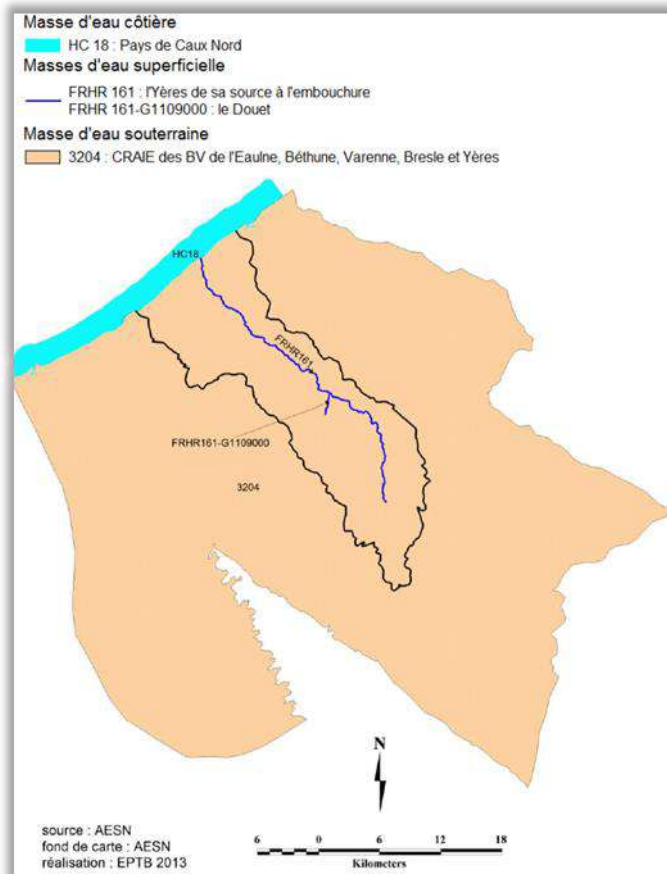 Masse d'eau côtière
HC 18 : Pays de Caux Nord
Masses d'eau superficielle
FRHR 161 : l'Yères de sa source à l'embouchure
FRHR 161-G1109000 : le Douet
Masse d'eau souterraine
3204 : CRAIE des BV de l'Eaulne, Béthune, Varenne, Bresle et Yères
HC18
FRHR161
FRHR161-G1109000
3204
N
source : AESN
fond de carte : AESN
réalisation : EPTB 2013
6 0 6 12 18
Kilometers